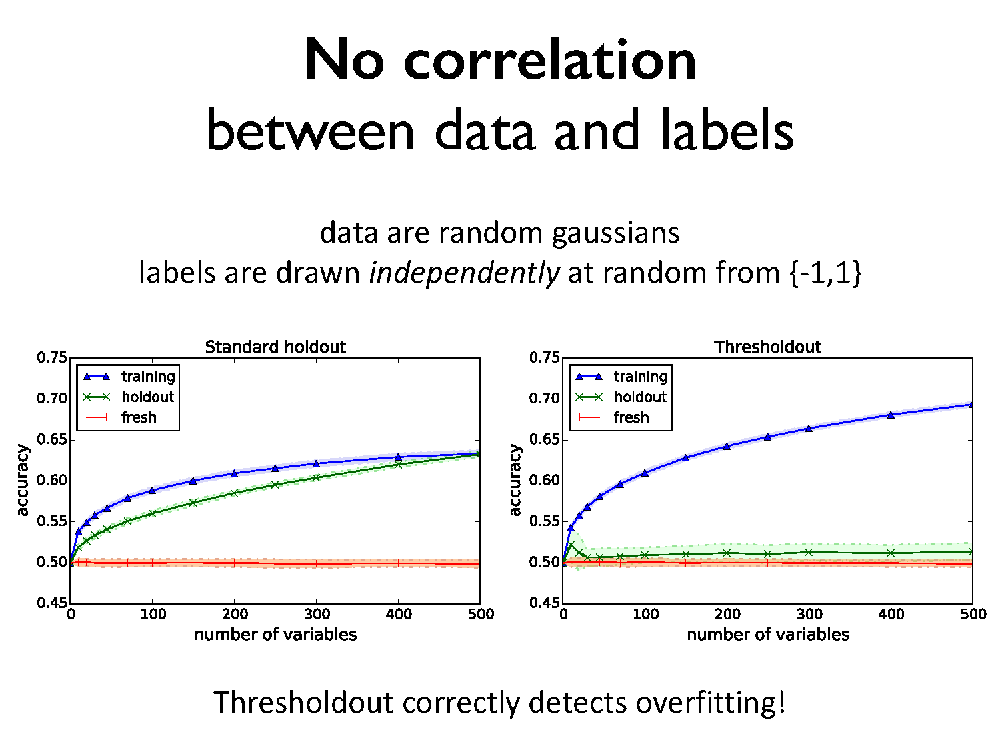 No correlation
between data and labels
data are random gaussians
labels are drawn independently at random from {-1,1}
Standard holdout
0.75
0.70
0.65
0.60
0.55
0.50
0.45
accuracy
training
holdout
fresh
0 100 200 300 400 500
number of variables
Thresholdout
0.75
0.70
0.65
0.60
0.55
0.50
0.45
accuracy
training
holdout
fresh
0 100 200 300 400 500
number of variables
Thresholdout correctly detects overfitting!